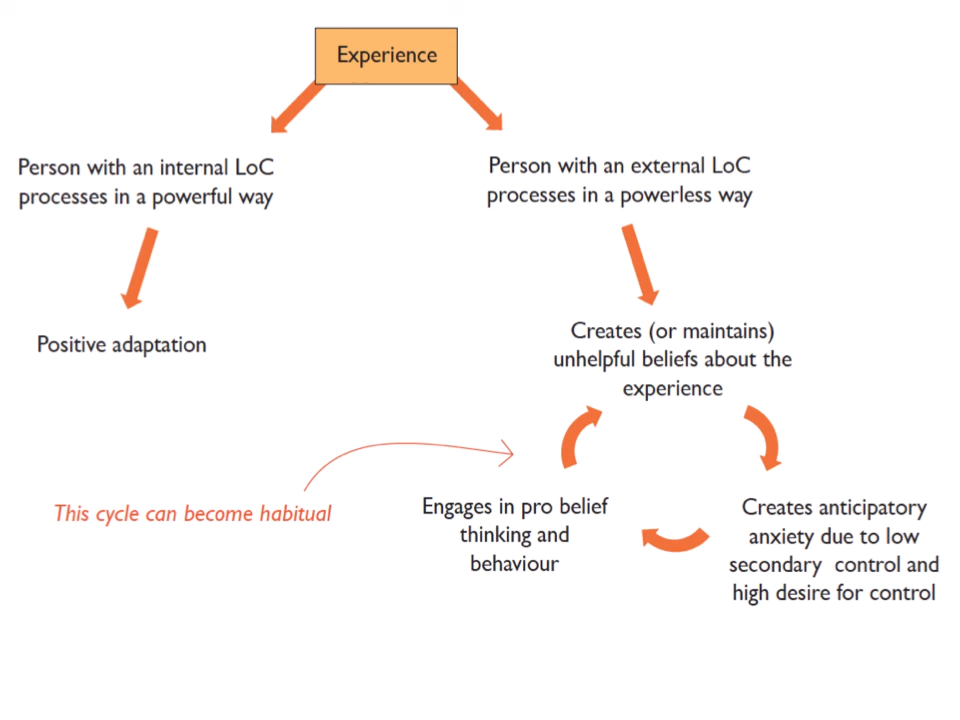 Experience
Person with an internal LoC
processes in a powerful way
Person with an external LoC
processes in a powerless way
Positive adaptation
Creates (or maintains)
unhelpful beliefs about the
experience
This cycle can become habitual
Engages in pro belief
thinking and
behaviour
Creates anticipatory
anxiety due to low
secondary control and
high desire for control